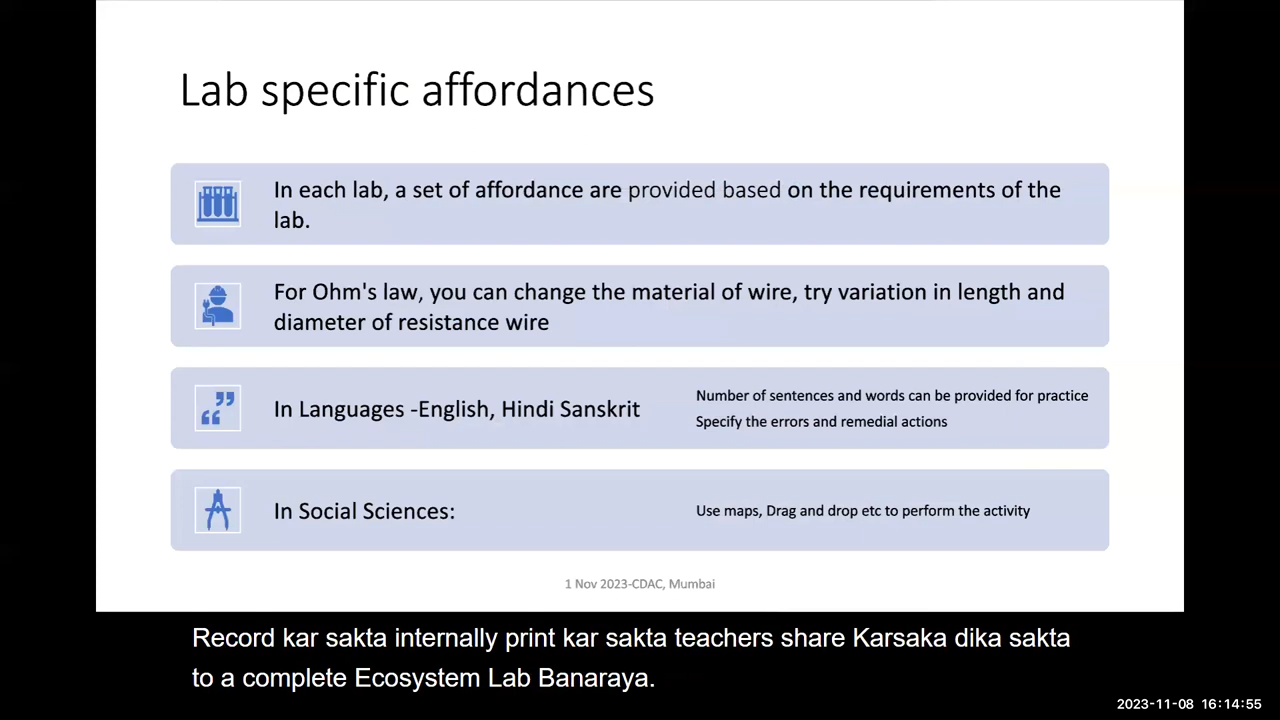 Lab specific affordances
In each lab, a set of affordance are provided based on the requirements of the
lab.
For Ohm's law, you can change the material of wire, try variation in length and
diameter of resistance wire
In Languages -English, Hindi Sanskrit
Number of sentences and words can be provided for practice
Specify the errors and remedial actions
In Social Sciences:
Use maps, Drag and drop etc to perform the activity
1 Nov 2023-CDAC, Mumbai
Record kar sakta internally print kar sakta teachers share Karsaka dika sakta
to a complete Ecosystem Lab Banaraya.
2023-11-08 16:14:55